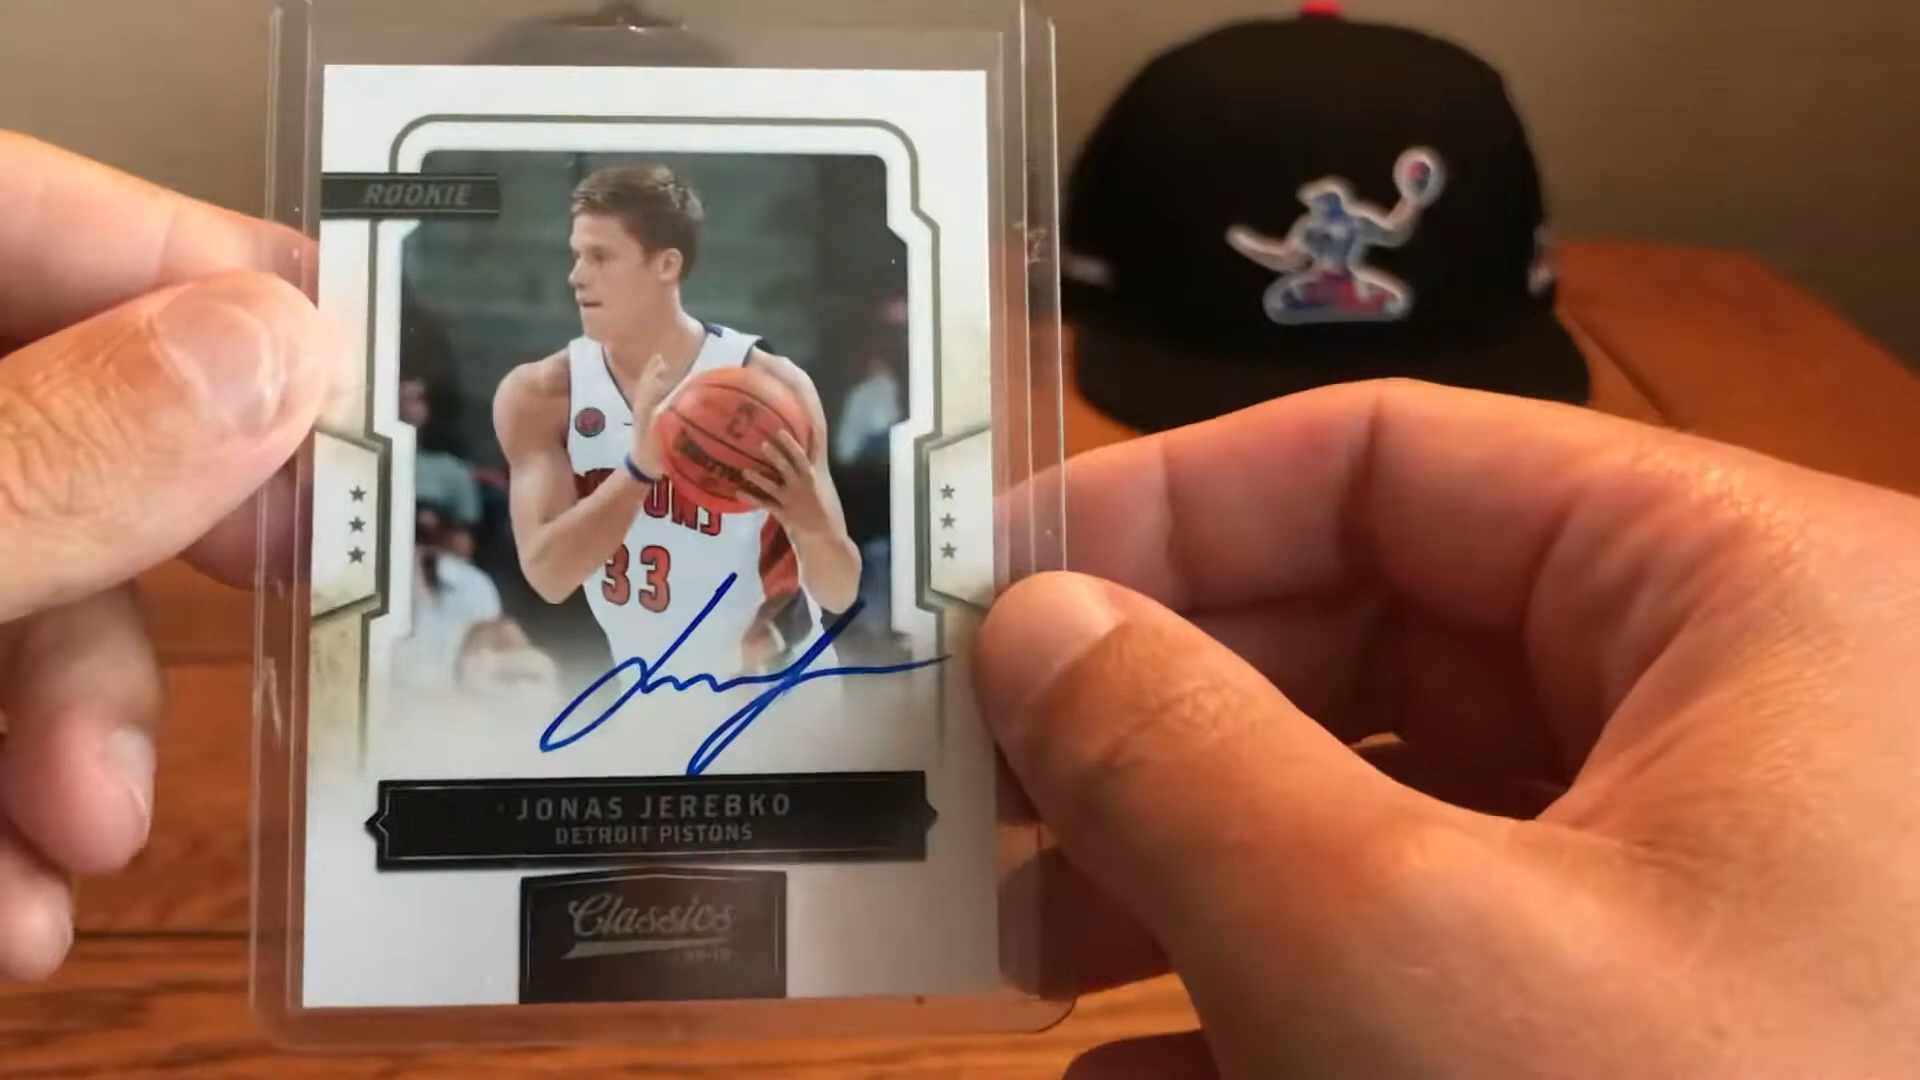 ROOKIE
33
JONAS JEREBKO
DETROIT PISTONS
Classics